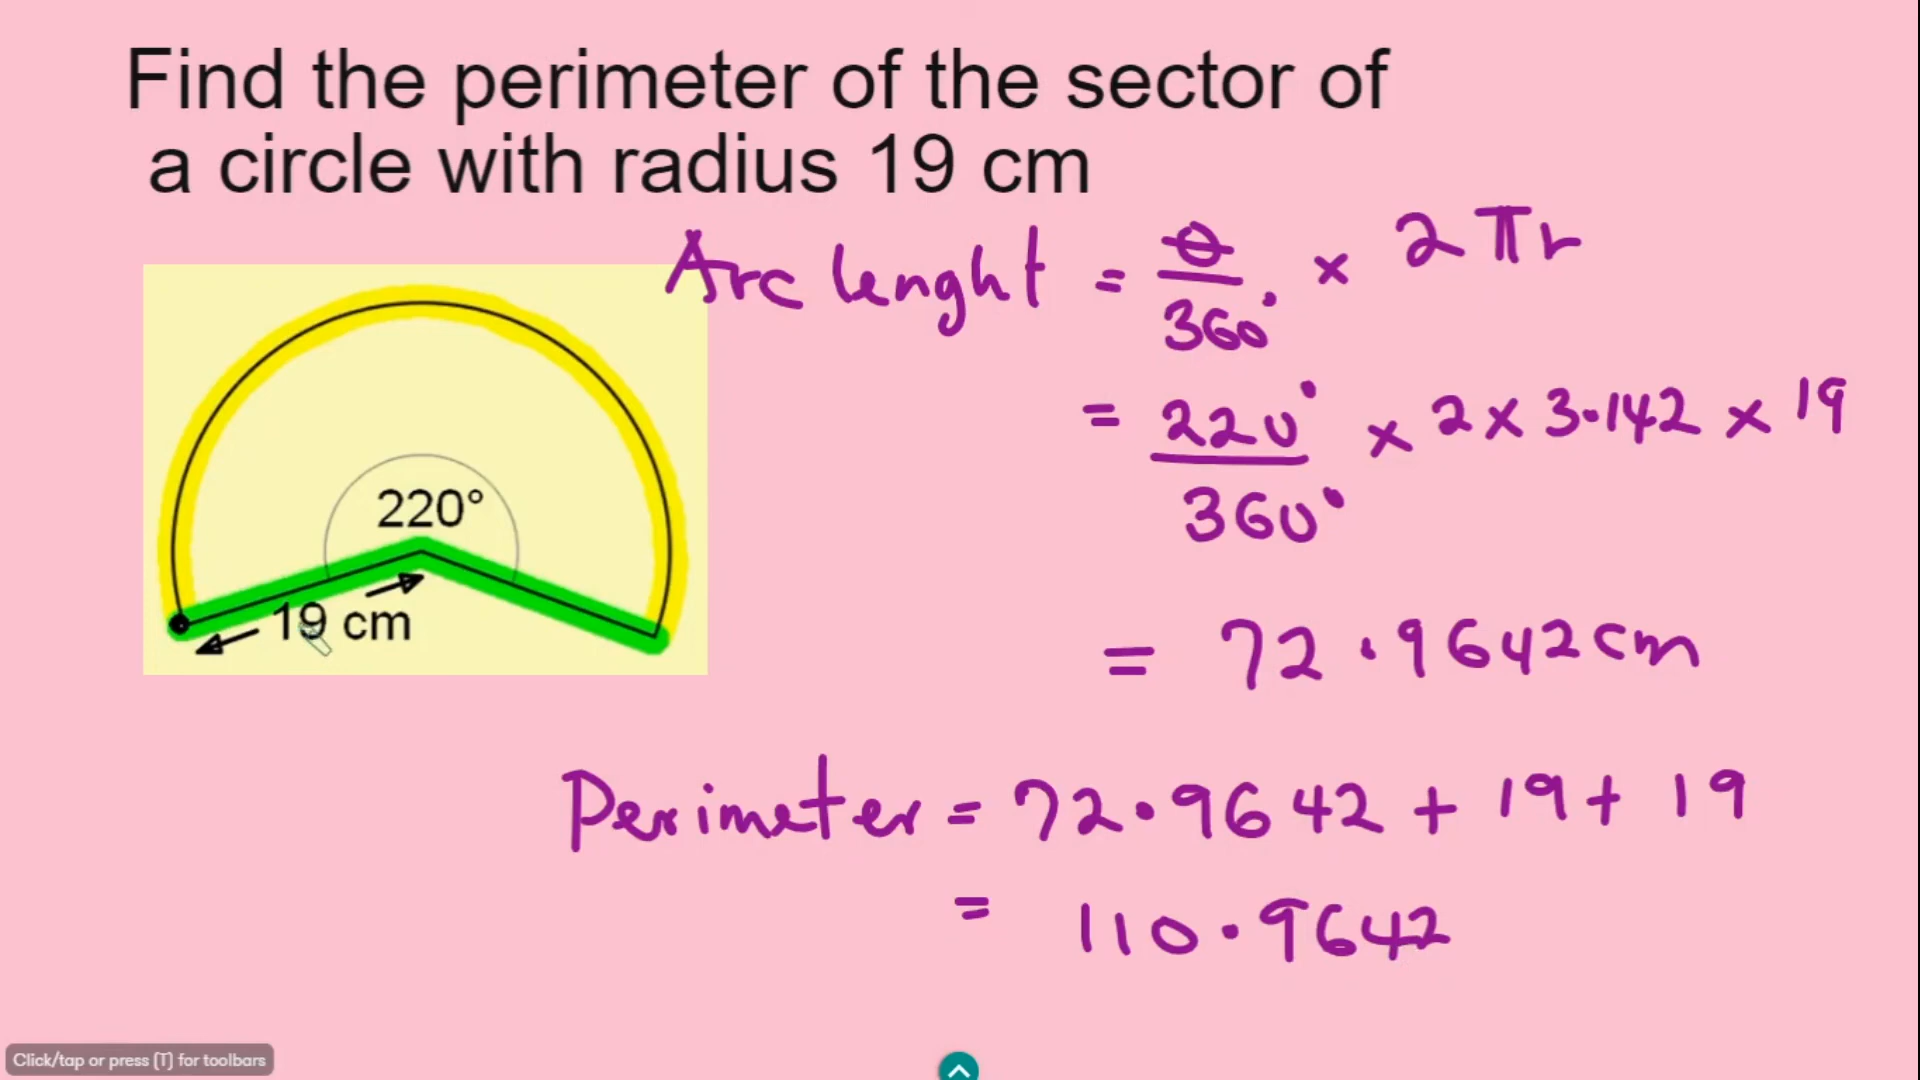 Find the perimeter of the sector of
a circle with radius 19 cm
Arc lenght = θ/360° × 2πr
= 220°/360° × 2 × 3.142 × 19
220°
19 cm
= 72.9642cm
Perimeter = 72.9642 + 19 + 19
= 110.9642
Click/tap or press (T) for toolbars